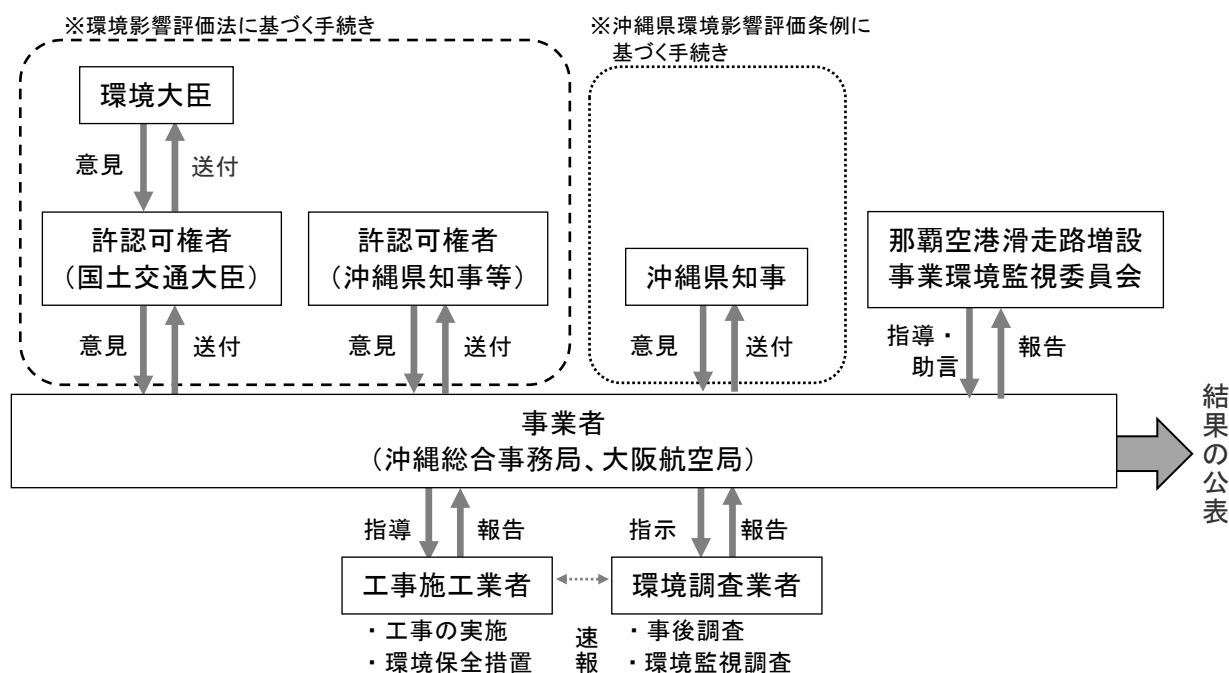 ※環境影響評価法に基づく手続き
※沖縄県環境影響評価条例に
基づく手続き
環境大臣
意見
送付
許認可権者
(国土交通大臣)
許認可権者
(沖縄県知事等)
沖縄県知事
那覇空港滑走路増設
事業環境監視委員会
意見
送付
意見
送付
意見
送付
指導・
助言
報告
事業者
(沖縄総合事務局、大阪航空局)
結果の公表
指導
報告
指示
報告
工事施工業者
環境調査業者
・工事の実施
・環境保全措置
速報
・事後調査
・環境監視調査